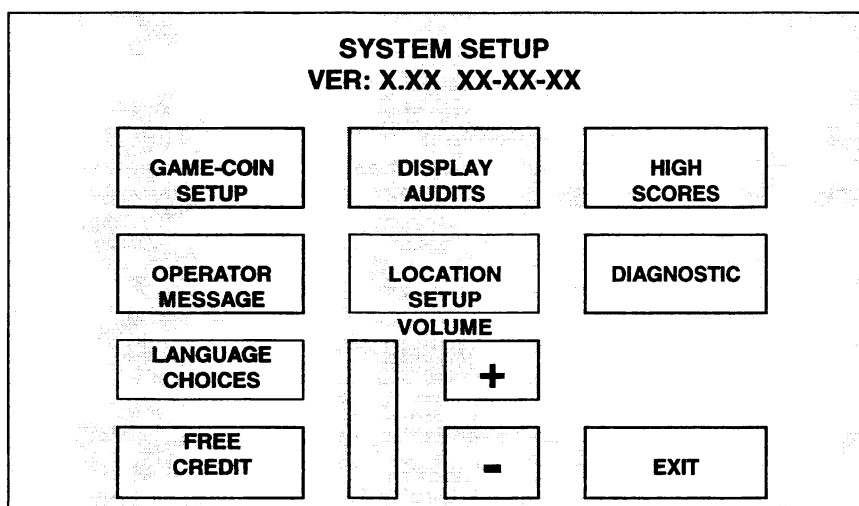 SYSTEM SETUP
VER: X.XX XX-XX-XX
GAME-COIN
SETUP
DISPLAY
AUDITS
HIGH
SCORES
OPERATOR
MESSAGE
LOCATION
SETUP
DIAGNOSTIC
VOLUME
LANGUAGE
CHOICES
+
FREE
CREDIT
-
EXIT